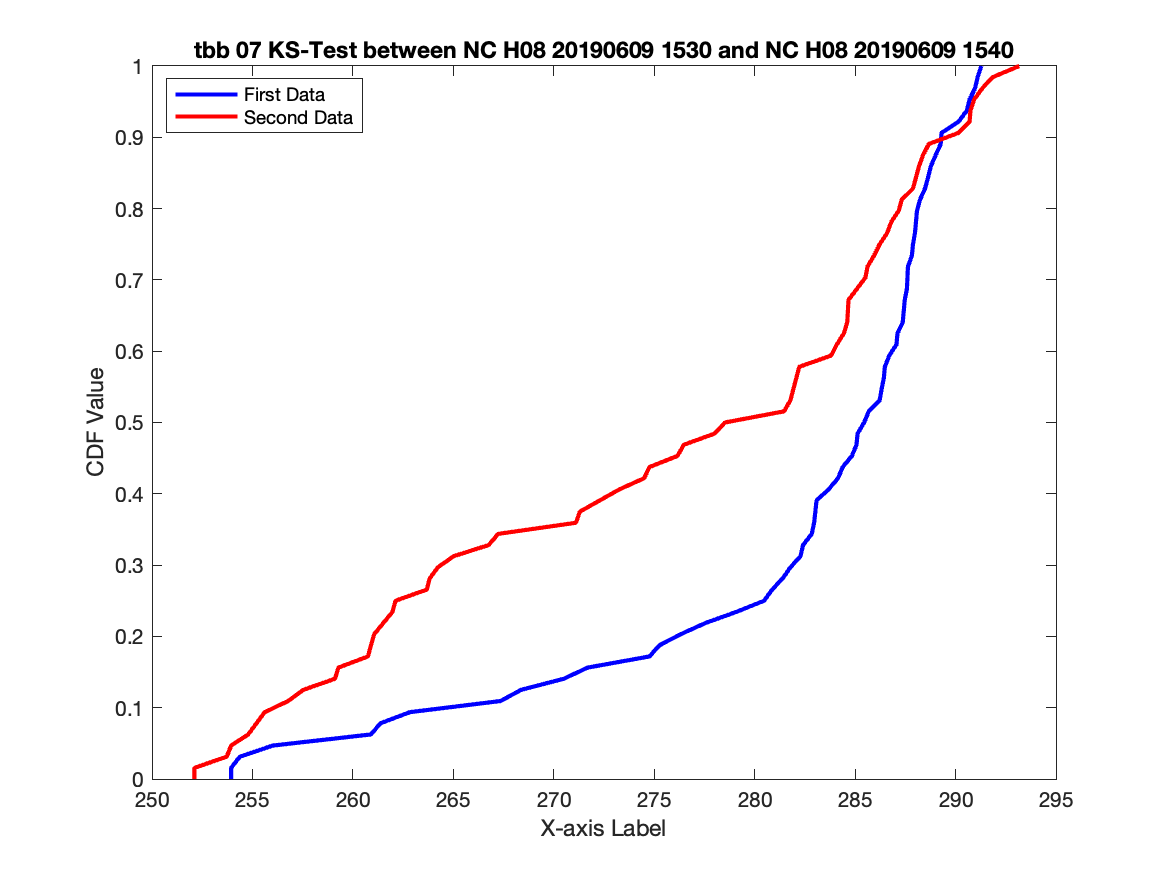 tbb 07 KS-Test between NC H08 20190609 1530 and NC H08 20190609 1540
First Data
Second Data
1
0.9
0.8
0.7
0.6
0.5
0.4
0.3
0.2
0.1
0
CDF Value
250 255 260 265 270 275 280 285 290 295
X-axis Label